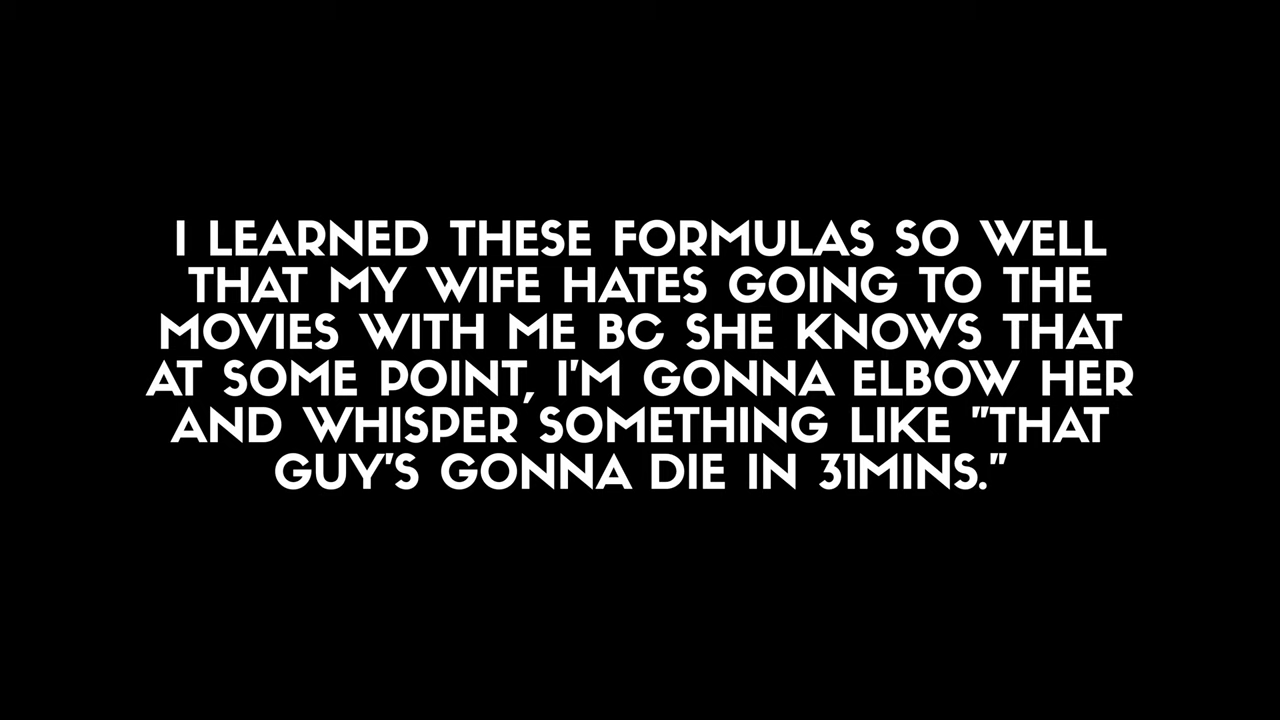 I LEARNED THESE FORMULAS SO WELL
THAT MY WIFE HATES GOING TO THE
MOVIES WITH ME BC SHE KNOWS THAT
AT SOME POINT, I'M GONNA ELBOW HER
AND WHISPER SOMETHING LIKE "THAT
GUY'S GONNA DIE IN 31MINS."